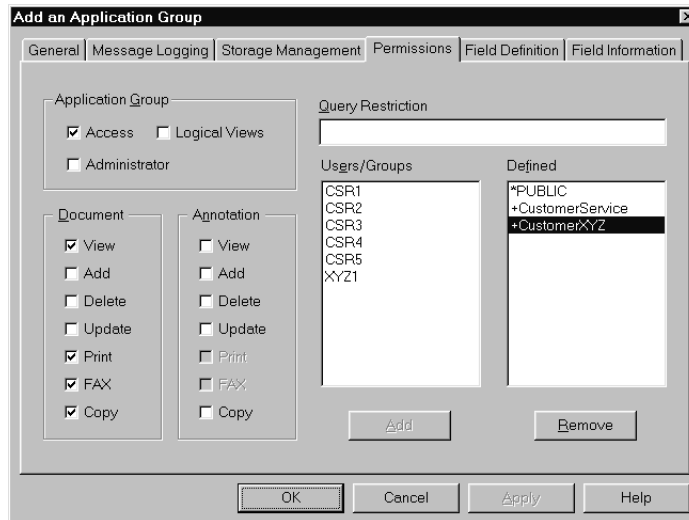 Add an Application Group
General Message Logging Storage Management Permissions Field Definition Field Information
Application Group
Access Logical Views
Administrator
Query Restriction
Users/Groups
CSR1
CSR2
CSR3
CSR4
CSR5
XYZ1
Defined
*PUBLIC
+CustomerService
+CustomerXYZ
Document
View
Add
Delete
Update
Print
FAX
Copy
Annotation
View
Add
Delete
Update
Print
FAX
Copy
Add
Remove
OK Cancel Apply Help